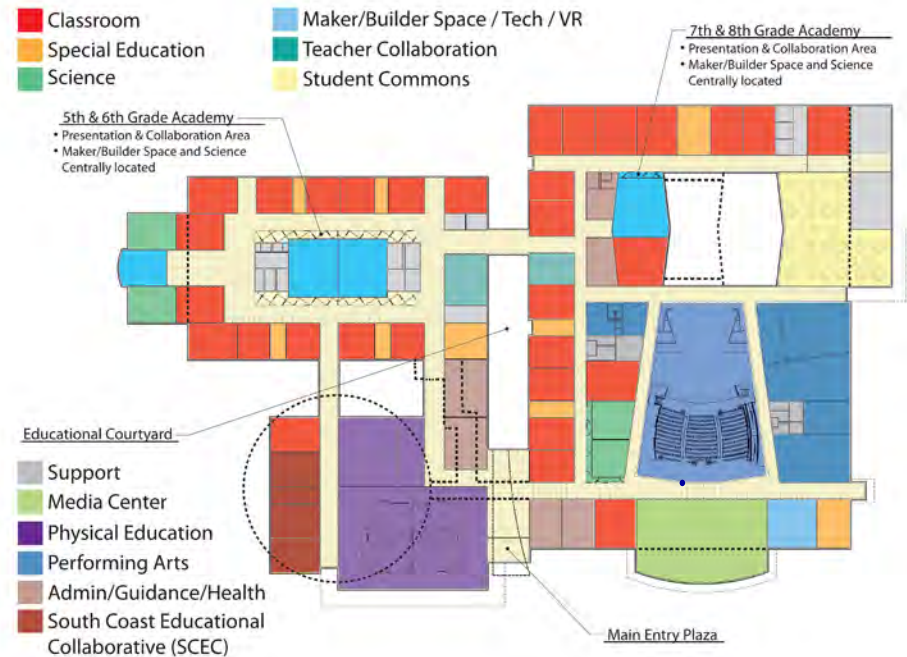 Classroom
Special Education
Science
Maker/Builder Space / Tech / VR
Teacher Collaboration
Student Commons
7th & 8th Grade Academy
• Presentation & Collaboration Area
• Maker/Builder Space and Science
Centrally located
5th & 6th Grade Academy
• Presentation & Collaboration Area
• Maker/Builder Space and Science
Centrally located
Educational Courtyard
Support
Media Center
Physical Education
Performing Arts
Admin/Guidance/Health
South Coast Educational
Collaborative (SCEC)
Main Entry Plaza